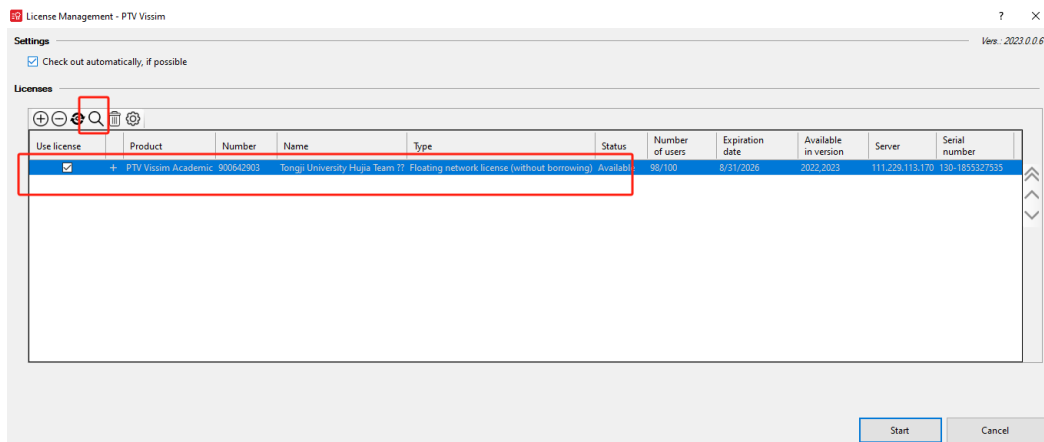 License Management - PTV Vissim
Settings
Vers.: 2023.0.0.6
Check out automatically, if possible
Licenses
Use license Product Number Name Type Status Number of users Expiration date Available in version Server Serial number
PTV Vissim Academic 900642903 Tongji University Hujia Team ?? Floating network license (without borrowing) Available 98/100 8/31/2026 2022,2023 111.229.113.170 130-1855327535
Start Cancel